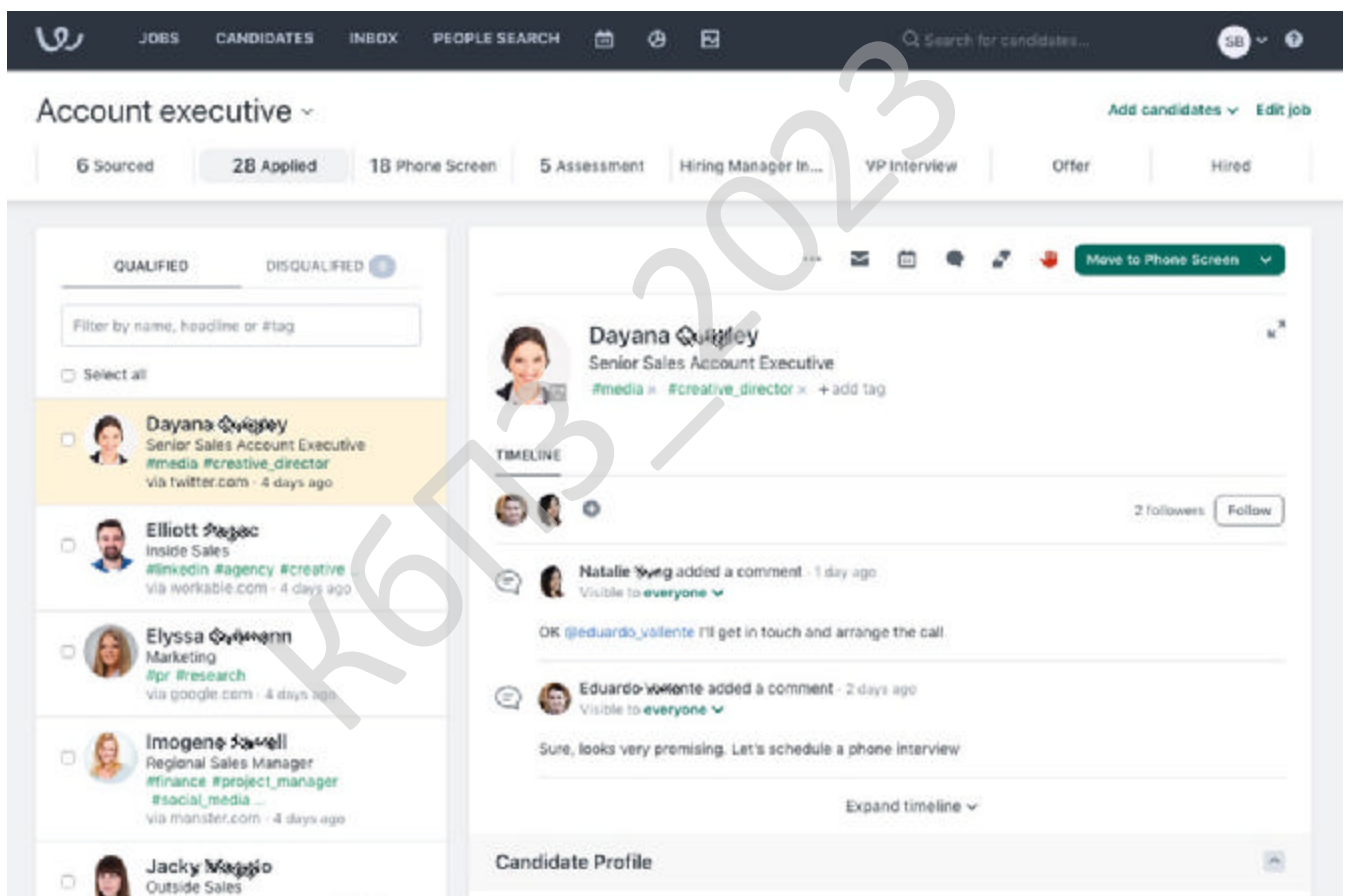 JOBS CANDIDATES INBOX PEOPLE SEARCH
Search for candidates...
SB
Account executive
Add candidates Edit job
6 Sourced 28 Applied 18 Phone Screen 5 Assessment Hiring Manager In... VP Interview Offer Hired
QUALIFIED DISQUALIFIED
Filter by name, headline or #tag
Select all
Dayana
Senior Sales Account Executive
#media #creative_director
via twitter.com - 4 days ago
Elliott
Inside Sales
#linkedin #agency #creative ...
via workable.com - 4 days ago
Elyssa
Marketing
#pr #research
via google.com - 4 days ago
Imogene
Regional Sales Manager
#finance #project_manager
#social_media ...
via monster.com - 4 days ago
Jacky
Outside Sales
Move to Phone Screen
Dayana
Senior Sales Account Executive
#media × #creative_director × + add tag
TIMELINE
2 followers Follow
Natalie added a comment - 1 day ago
Visible to everyone
OK @eduardo_vallente I'll get in touch and arrange the call
Eduardo added a comment - 2 days ago
Visible to everyone
Sure, looks very promising. Let's schedule a phone interview
Expand timeline
Candidate Profile
КбПЗ_2023